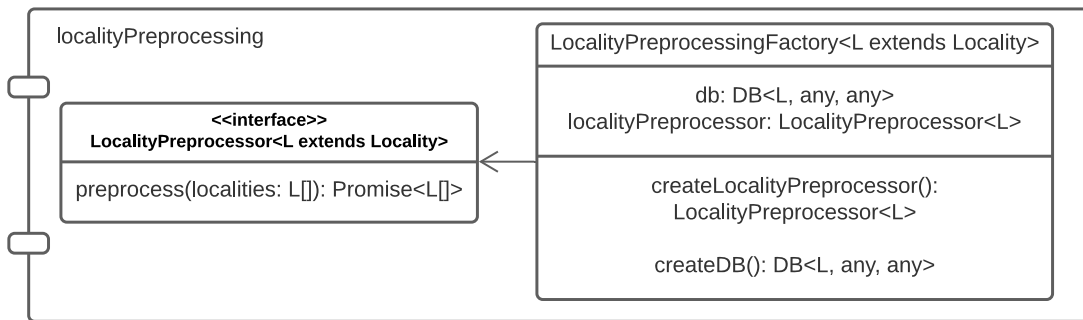 localityPreprocessing
<<interface>>
LocalityPreprocessor<L extends Locality>
preprocess(localities: L[]): Promise<L[]>
LocalityPreprocessingFactory<L extends Locality>
db: DB<L, any, any>
localityPreprocessor: LocalityPreprocessor<L>
createLocalityPreprocessor():
LocalityPreprocessor<L>
createDB(): DB<L, any, any>